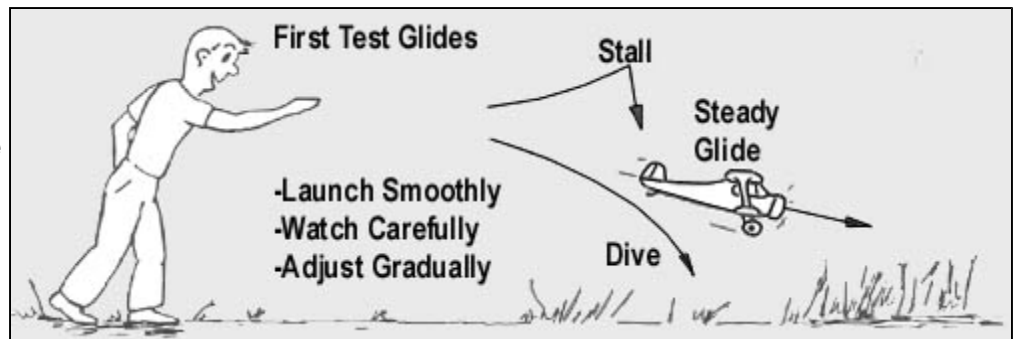 First Test Glides
Stall
Steady
Glide
-Launch Smoothly
-Watch Carefully
-Adjust Gradually
Dive